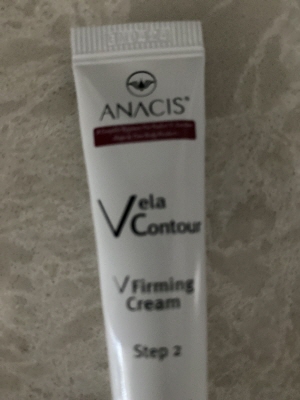 ANACIS
Vela
Contour
V Firming
Cream
Step 2